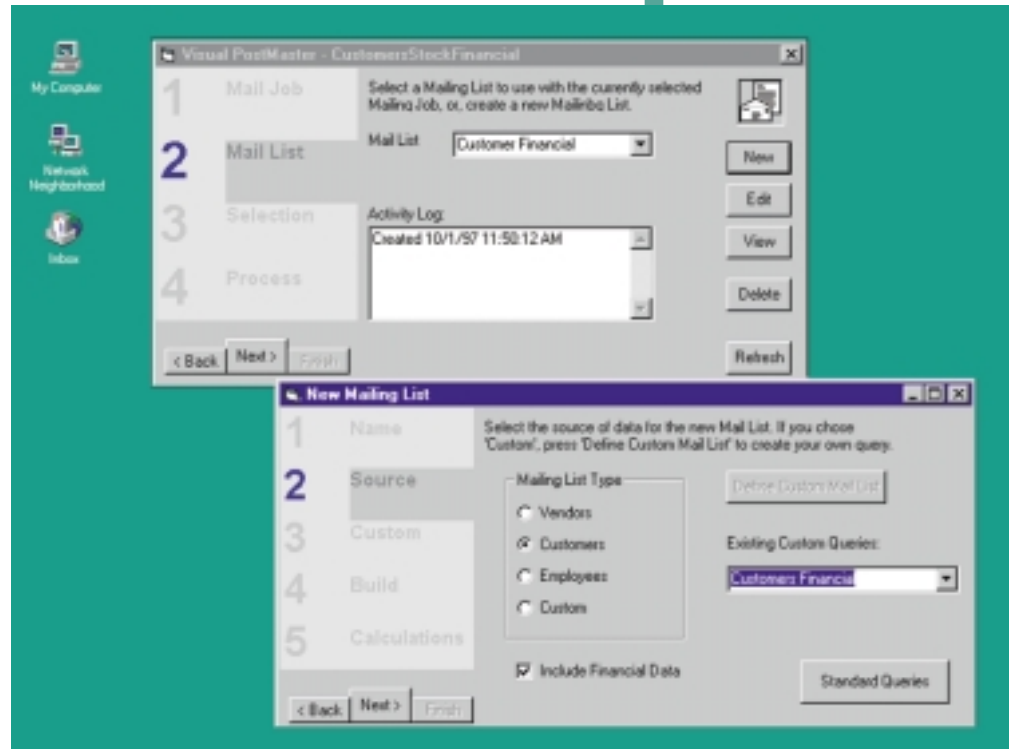 My Computer
Network
Neighborhood
Inbox
Visual PostMaster - CustomersStockFinancial
1 Mail Job
2 Mail List
3 Selection
4 Process
Select a Mailing List to use with the currently selected
Mailing Job, or, create a new Mailinbg List.
Mail List Customer Financial
Activity Log:
Created 10/1/97 11:50:12 AM
New
Edit
View
Delete
Refresh
< Back Next > Finish
New Mailing List
1 Name
2 Source
3 Custom
4 Build
5 Calculations
Select the source of data for the new Mail List. If you chose
'Custom', press 'Define Custom Mail List' to create your own query.
Mailing List Type
Vendors
Customers
Employees
Custom
Include Financial Data
Define Custom Mail List
Existing Custom Queries:
Customers Financial
Standard Queries
< Back Next > Finish